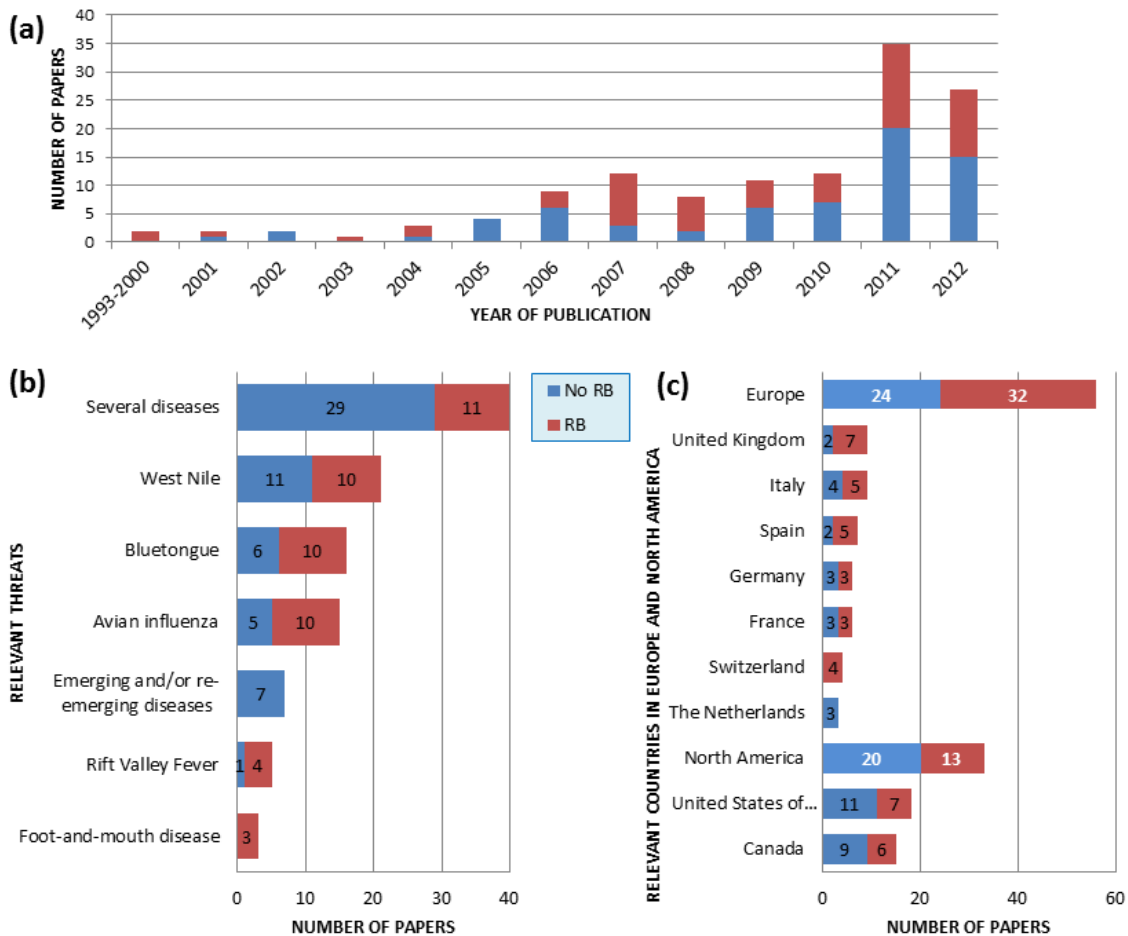 (a)
NUMBER OF PAPERS
40
35
30
25
20
15
10
5
0
1993-2000
2001
2002
2003
2004
2005
2006
2007
2008
2009
2010
2011
2012
YEAR OF PUBLICATION
(b)
RELEVANT THREATS
Several diseases
29
11
West Nile
11
10
Bluetongue
6
10
Avian influenza
5
10
Emerging and/or re-
emerging diseases
7
Rift Valley Fever
1
4
Foot-and-mouth disease
3
0
10
20
30
40
NUMBER OF PAPERS
No RB
RB
(c)
RELEVANT COUNTRIES IN EUROPE AND NORTH AMERICA
Europe
24
32
United Kingdom
2
7
Italy
4
5
Spain
2
5
Germany
3
3
France
3
3
Switzerland
4
The Netherlands
3
North America
20
13
United States of...
11
7
Canada
9
6
0
20
40
60
NUMBER OF PAPERS